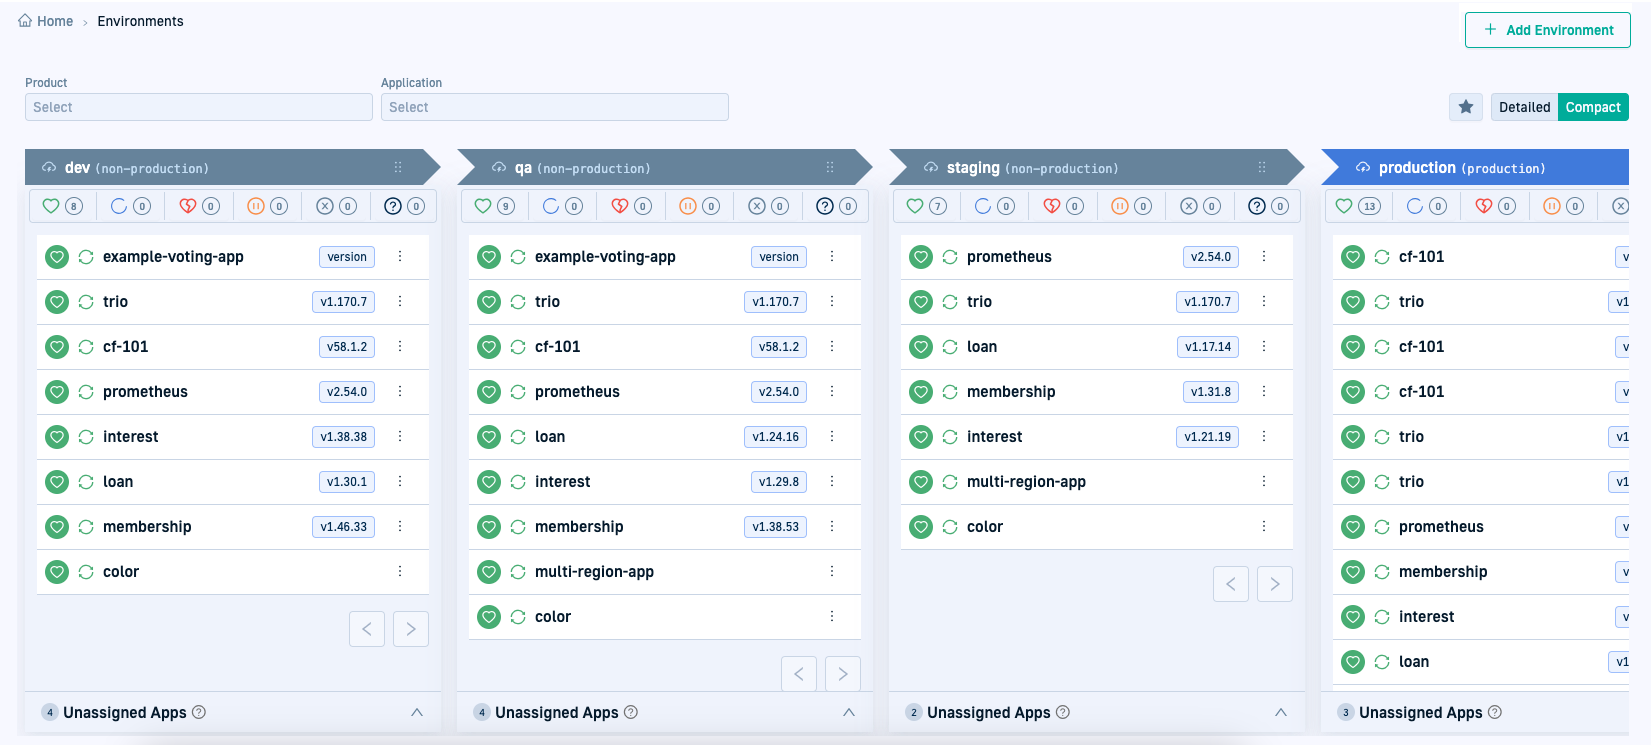 Home > Environments
+ Add Environment
Product
Select
Application
Select
Detailed
Compact
dev (non-production)
8 0 0 0 0 0
example-voting-app version
trio v1.170.7
cf-101 v58.1.2
prometheus v2.54.0
interest v1.38.38
loan v1.30.1
membership v1.46.33
color
< >
4 Unassigned Apps ?
qa (non-production)
9 0 0 0 0 0
example-voting-app version
trio v1.170.7
cf-101 v58.1.2
prometheus v2.54.0
loan v1.24.16
interest v1.29.8
membership v1.38.53
multi-region-app
color
< >
4 Unassigned Apps ?
staging (non-production)
7 0 0 0 0 0
prometheus v2.54.0
trio v1.170.7
loan v1.17.14
membership v1.31.8
interest v1.21.19
multi-region-app
color
< >
2 Unassigned Apps ?
production (production)
13 0 0 0
cf-101 v
trio v1
cf-101 v
cf-101 v
trio v1
trio v1
prometheus v
membership v
interest v
loan v1
3 Unassigned Apps ?